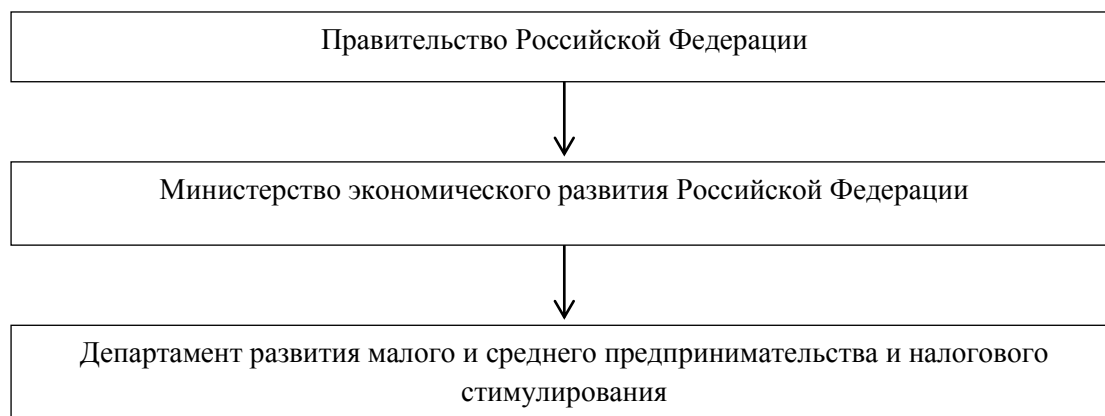 Правительство Российской Федерации
Министерство экономического развития Российской Федерации
Департамент развития малого и среднего предпринимательства и налогового
стимулирования